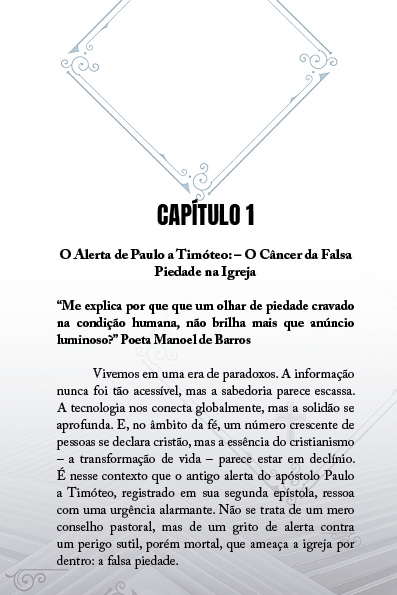 CAPÍTULO 1
O Alerta de Paulo a Timóteo: – O Câncer da Falsa
Piedade na Igreja
“Me explica por que que um olhar de piedade cravado
na condição humana, não brilha mais que anúncio
luminoso?” Poeta Manoel de Barros
Vivemos em uma era de paradoxos. A informação
nunca foi tão acessível, mas a sabedoria parece escassa.
A tecnologia nos conecta globalmente, mas a solidão se
aprofunda. E, no âmbito da fé, um número crescente de
pessoas se declara cristão, mas a essência do cristianismo
– a transformação de vida – parece estar em declínio.
É nesse contexto que o antigo alerta do apóstolo Paulo
a Timóteo, registrado em sua segunda epístola, ressoa
com uma urgência alarmante. Não se trata de um mero
conselho pastoral, mas de um grito de alerta contra
um perigo sutil, porém mortal, que ameaça a igreja por
dentro: a falsa piedade.